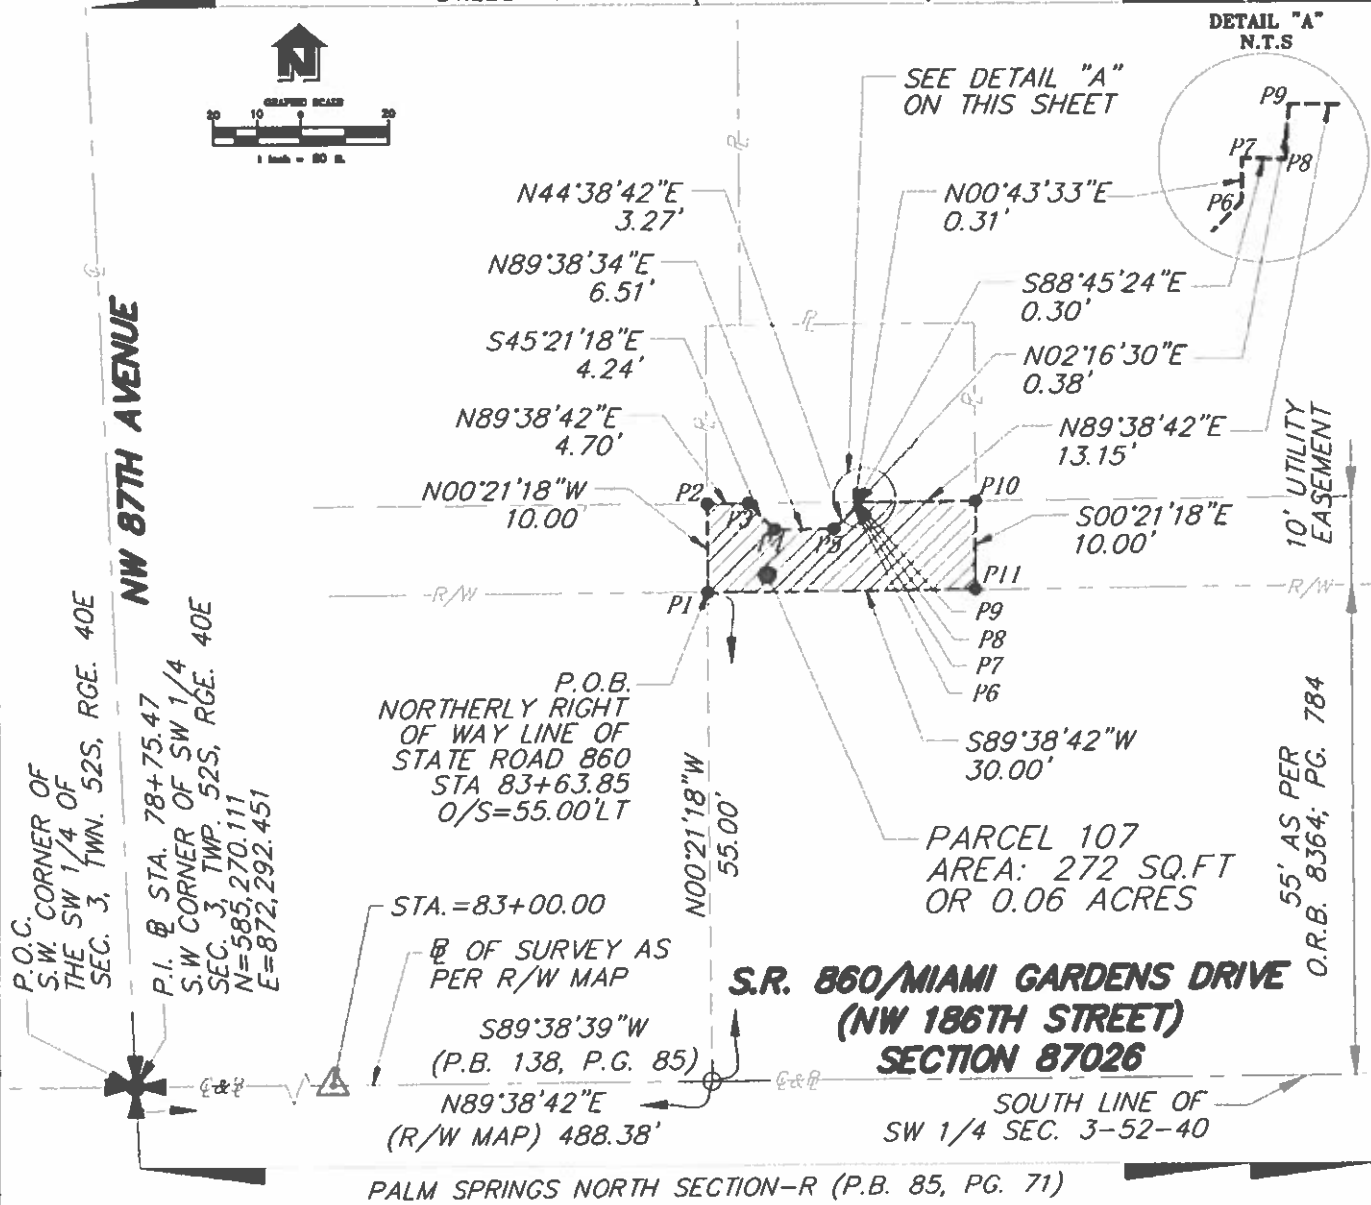 DETAIL "A"
N.T.S
N
GRAPHIC SCALE
20 10 0 20
SEE DETAIL "A"
ON THIS SHEET
P9
P7
P8
P6
N44°38'42"E
3.27'
N00°43'33"E
0.31'
N89°38'34"E
6.51'
S88°45'24"E
0.30'
S45°21'18"E
4.24'
N02°16'30"E
0.38'
N89°38'42"E
4.70'
N89°38'42"E
13.15'
N00°21'18"W
10.00'
S00°21'18"E
10.00'
10' UTILITY
EASEMENT
NW 87TH AVENUE
P2
P3
P4
P5
P10
P1
P11
R/W
R/W
P9
P8
P7
P6
P.O.B.
NORTHERLY RIGHT
OF WAY LINE OF
STATE ROAD 860
STA 83+63.85
O/S=55.00'LT
S89°38'42"W
30.00'
N00°21'18"W
55.00'
PARCEL 107
AREA: 272 SQ.FT
OR 0.06 ACRES
55' AS PER
O.R.B. 8364; PG. 784
P.O.C.
S.W. CORNER OF
THE SW 1/4 OF
SEC. 3, TWN. 52S, RGE. 40E
P.I. @ STA. 78+75.47
S.W CORNER OF SW 1/4
SEC. 3, TWP. 52S, RGE. 40E
N=585,270.111
E=872,292.451
STA.=83+00.00
OF SURVEY AS
PER R/W MAP
S89°38'39"W
(P.B. 138, P.G. 85)
N89°38'42"E
(R/W MAP) 488.38'
S.R. 860/MIAMI GARDENS DRIVE
(NW 186TH STREET)
SECTION 87026
SOUTH LINE OF
SW 1/4 SEC. 3-52-40
PALM SPRINGS NORTH SECTION-R (P.B. 85, PG. 71)